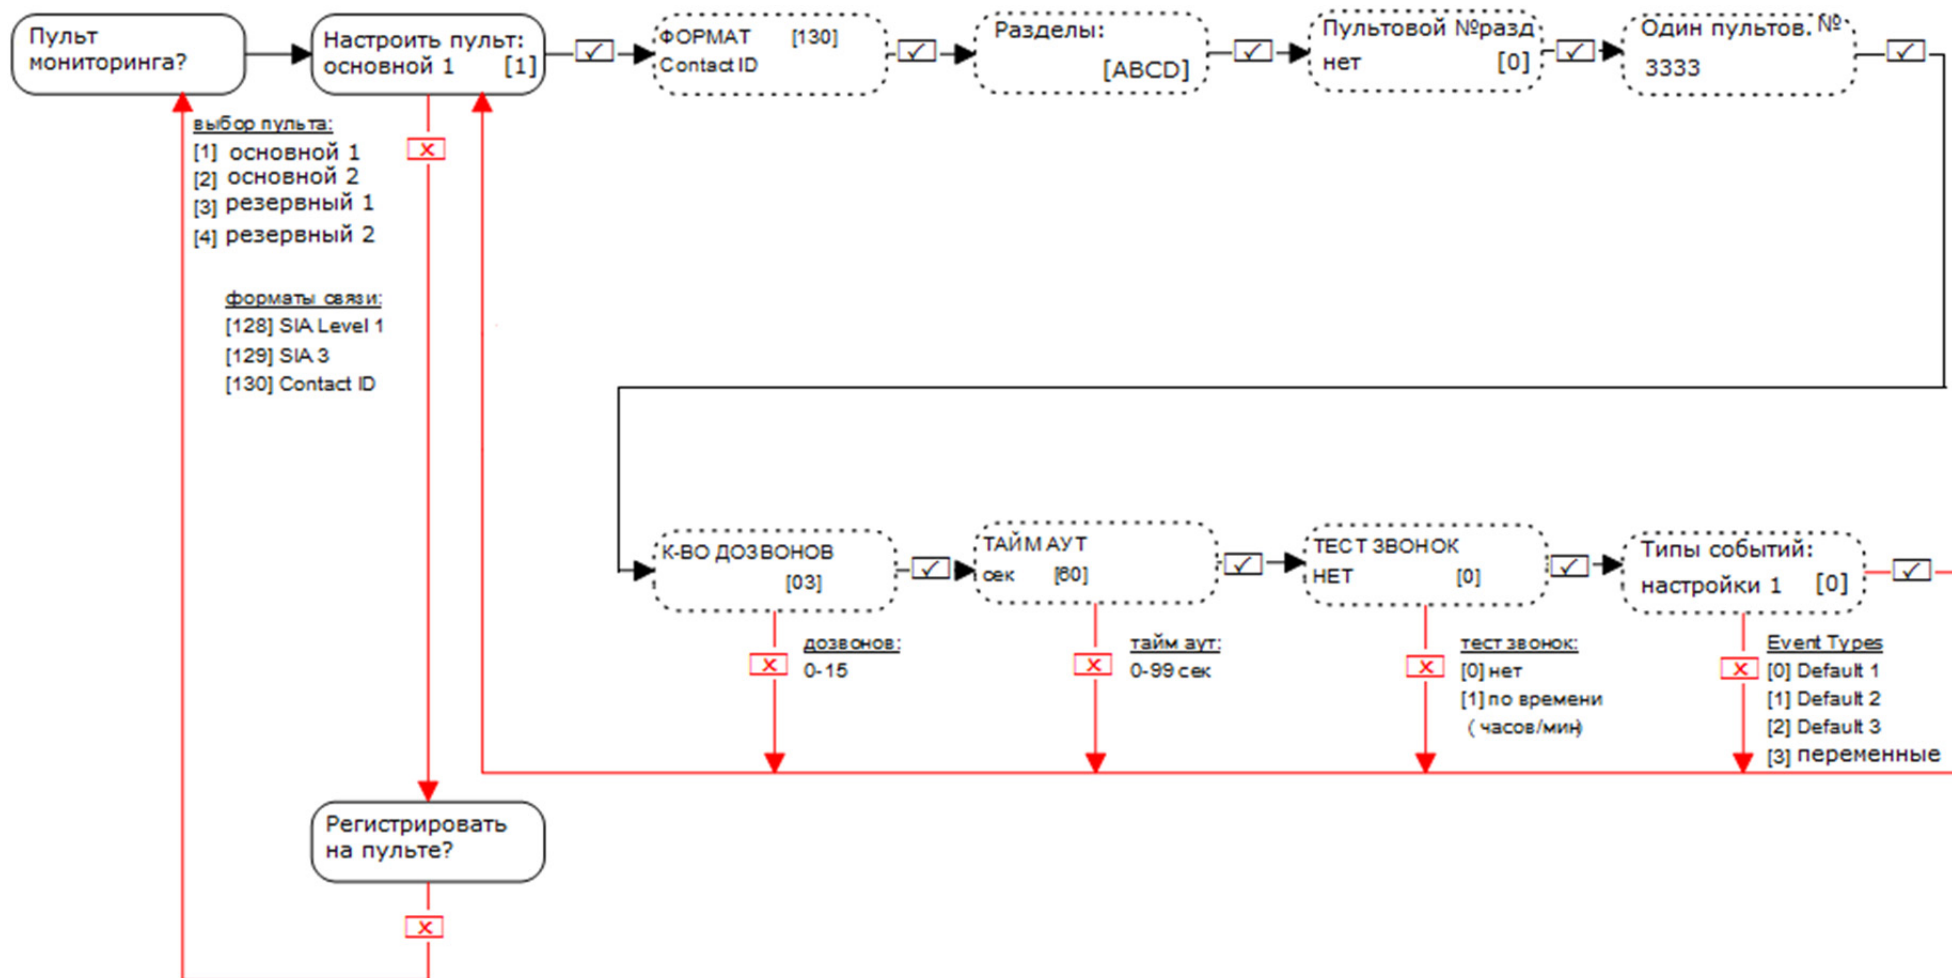 Пульт
мониторинга?
Настроить пульт:
основной 1 [1]
ФОРМАТ [130]
Contact ID
Разделы:
[ABCD]
Пультовой №разд
нет [0]
Один пультов. №
3333
выбор пульта:
[1] основной 1
[2] основной 2
[3] резервный 1
[4] резервный 2
форматы связи:
[128] SIA Level 1
[129] SIA 3
[130] Contact ID
К-ВО ДОЗВОНОВ
[03]
ТАЙМ АУТ
сек [60]
ТЕСТ ЗВОНОК
НЕТ [0]
Типы событий:
настройки 1 [0]
дозвонов:
0-15
тайм аут:
0-99 сек
тест звонок:
[0] нет
[1] по времени
( часов/мин)
Event Types
[0] Default 1
[1] Default 2
[2] Default 3
[3] переменные
Регистрировать
на пульте?